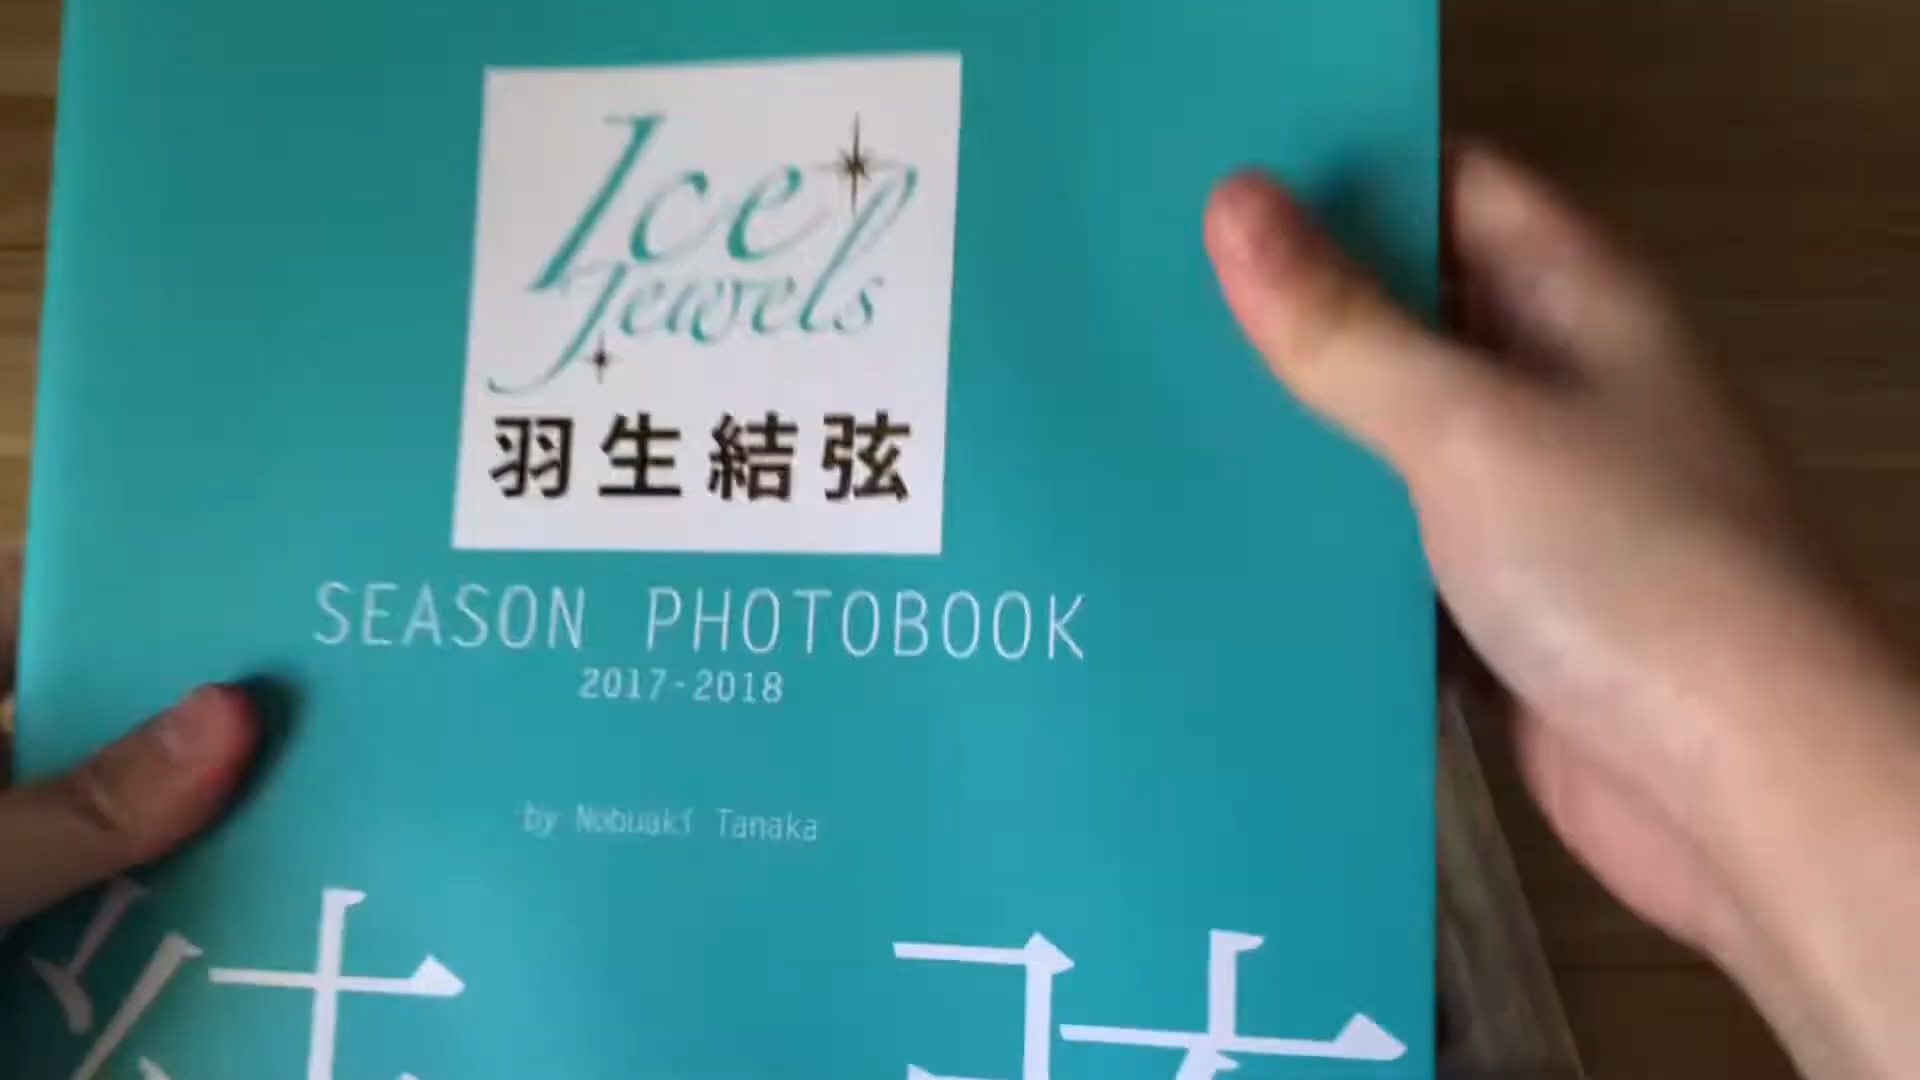 Ice
Jewels
羽生結弦
SEASON PHOTOBOOK
2017-2018
by Nobuaki Tanaka